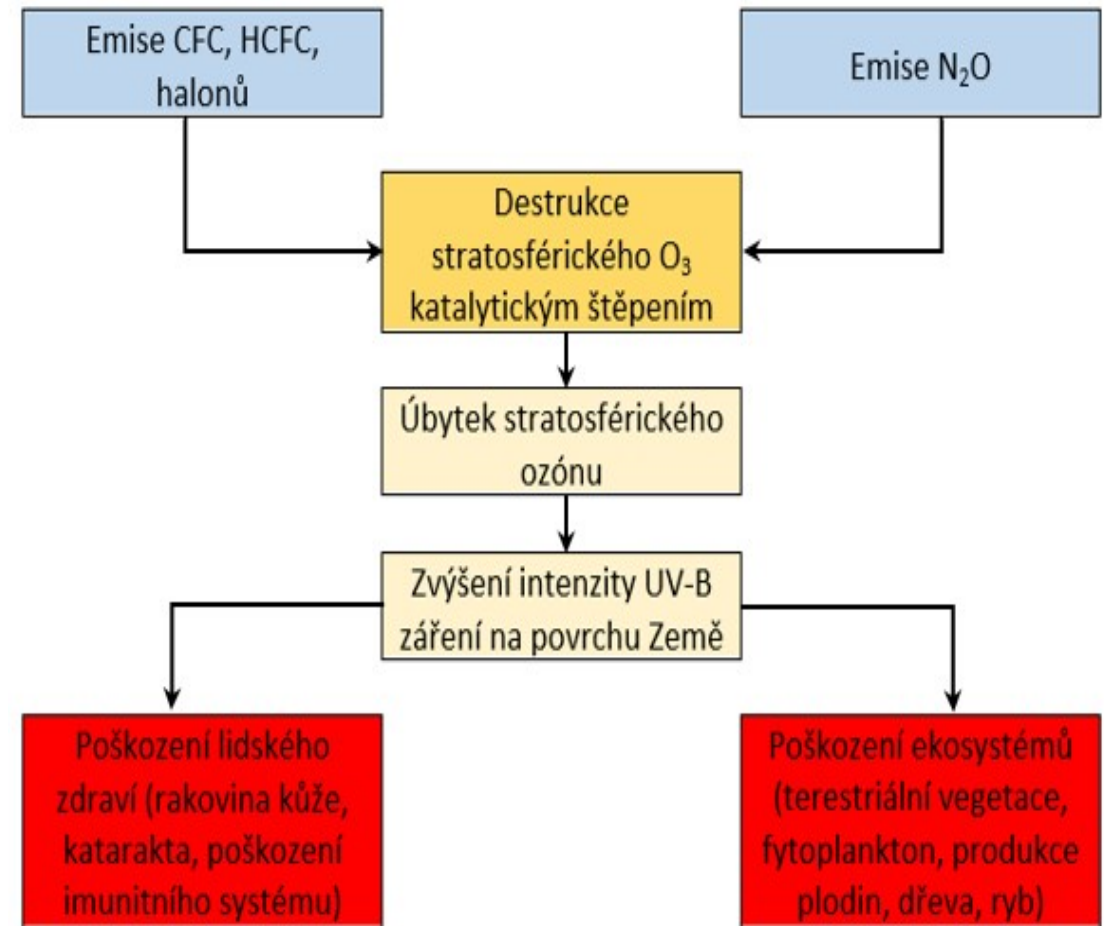 Emise CFC, HCFC,
halonů
Emise N₂O
Destrukce
stratosférického O₃
katalytickým štěpením
Úbytek stratosférického
ozónu
Zvýšení intenzity UV-B
záření na povrchu Země
Poškození lidského
zdraví (rakovina kůže,
katarakta, poškození
imunitního systému)
Poškození ekosystémů
(terestriální vegetace,
fytoplankton, produkce
plodin, dřeva, ryb)